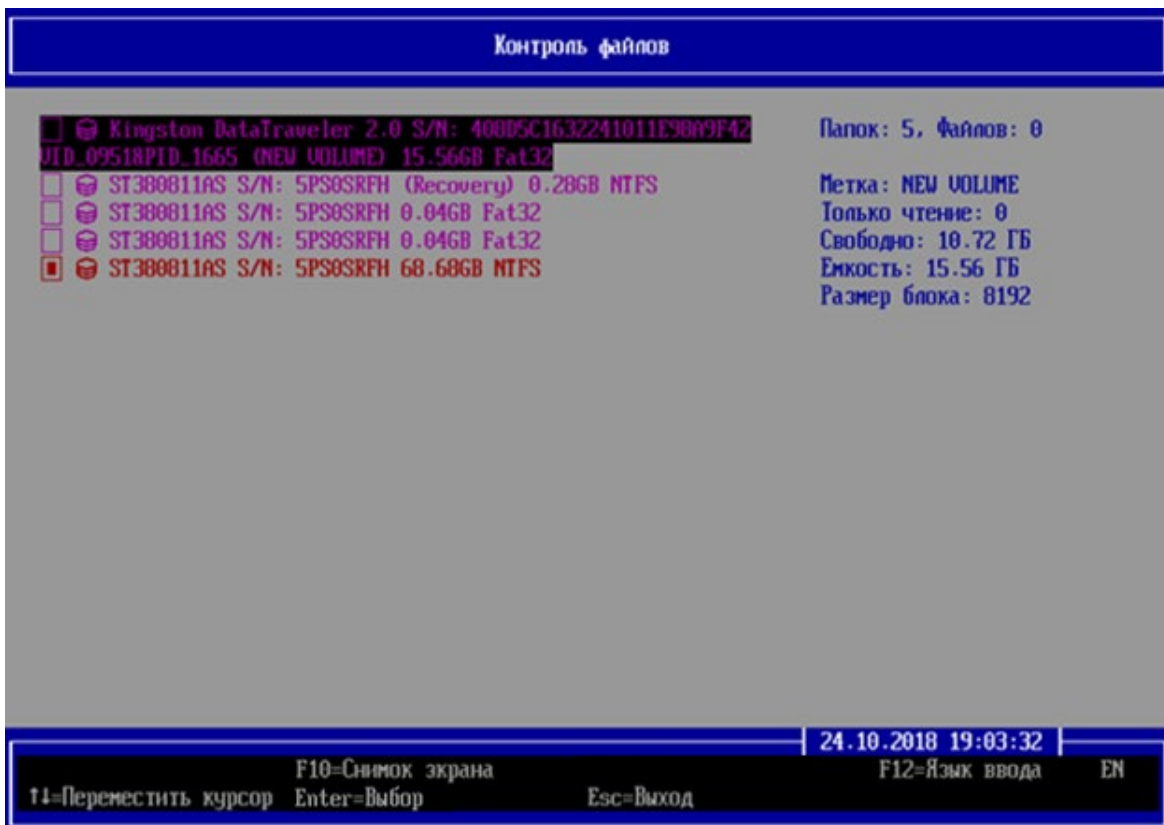 Контроль файлов
Kingston DataTraveler 2.0 S/N: 408D5C1632241011E98A9F42
VID_0951&PID_1665 (NEW VOLUME) 15.56GB Fat32
ST380811AS S/N: 5PS0SRFH (Recovery) 0.28GB NTFS
ST380811AS S/N: 5PS0SRFH 0.04GB Fat32
ST380811AS S/N: 5PS0SRFH 0.04GB Fat32
ST380811AS S/N: 5PS0SRFH 68.68GB NTFS
Папок: 5, Файлов: 0
Метка: NEW VOLUME
Только чтение: 0
Свободно: 10.72 ГБ
Емкость: 15.56 ГБ
Размер блока: 8192
24.10.2018 19:03:32
F10=Снимок экрана F12=Язык ввода EN
↑↓=Переместить курсор Enter=Выбор Esc=Выход